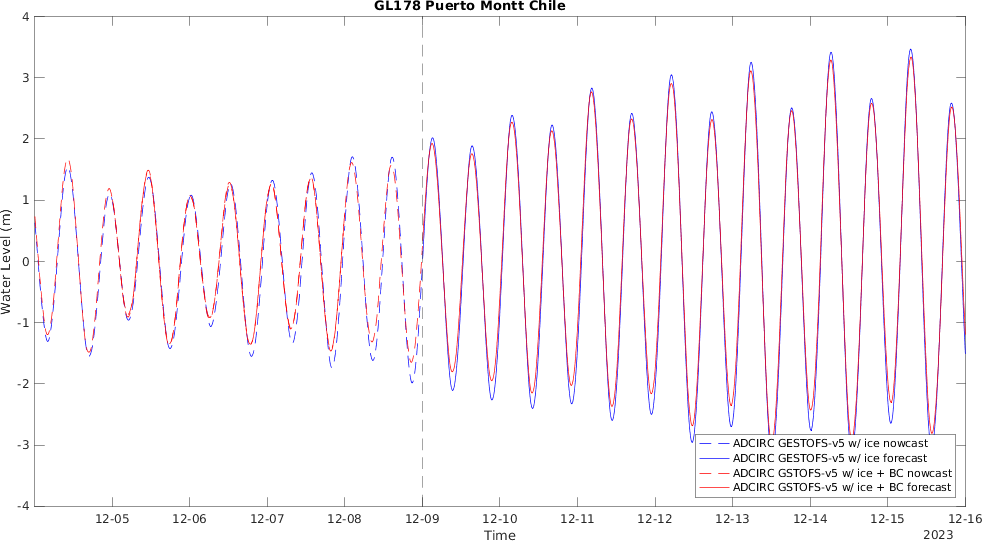 GL178 Puerto Montt Chile
4
3
2
1
0
-1
-2
-3
-4
Water Level (m)
ADCIRC GESTOFS-v5 w/ ice nowcast
ADCIRC GESTOFS-v5 w/ ice forecast
ADCIRC GSTOFS-v5 w/ ice + BC nowcast
ADCIRC GSTOFS-v5 w/ ice + BC forecast
12-05 12-06 12-07 12-08 12-09 12-10 12-11 12-12 12-13 12-14 12-15 12-16
Time
2023